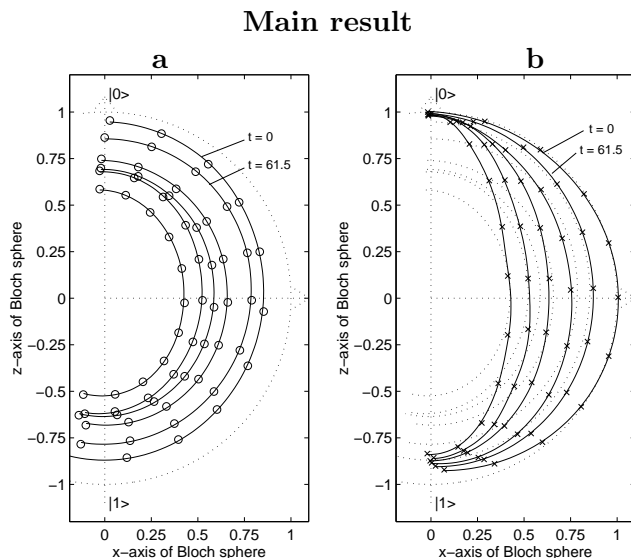 Main result
a
b
|0>
t = 0
t = 61.5
|1>
1
0.75
0.5
0.25
0
−0.25
−0.5
−0.75
−1
z−axis of Bloch sphere
0 0.25 0.5 0.75 1
x−axis of Bloch sphere
|0>
t = 0
t = 61.5
|1>
1
0.75
0.5
0.25
0
−0.25
−0.5
−0.75
−1
z−axis of Bloch sphere
0 0.25 0.5 0.75 1
x−axis of Bloch sphere